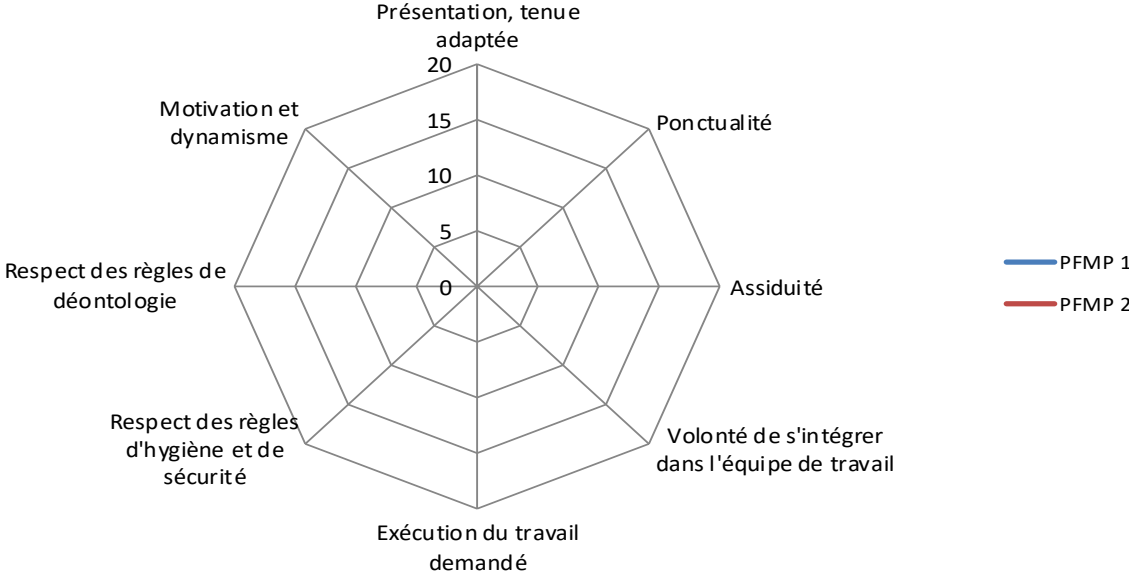 Présentation, tenue
adaptée
20
15
10
5
0
Ponctualité
Assiduité
Volonté de s'intégrer
dans l'équipe de travail
Exécution du travail
demandé
Respect des règles
d'hygiène et de
sécurité
Respect des règles de
déontologie
Motivation et
dynamisme
PFMP 1
PFMP 2